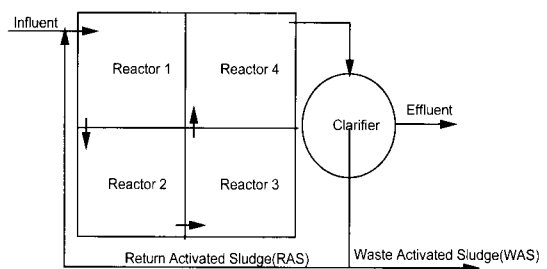 Influent
Reactor 1
Reactor 4
Effluent
Clarifier
Reactor 2
Reactor 3
Return Activated Sludge(RAS)
Waste Activated Sludge(WAS)